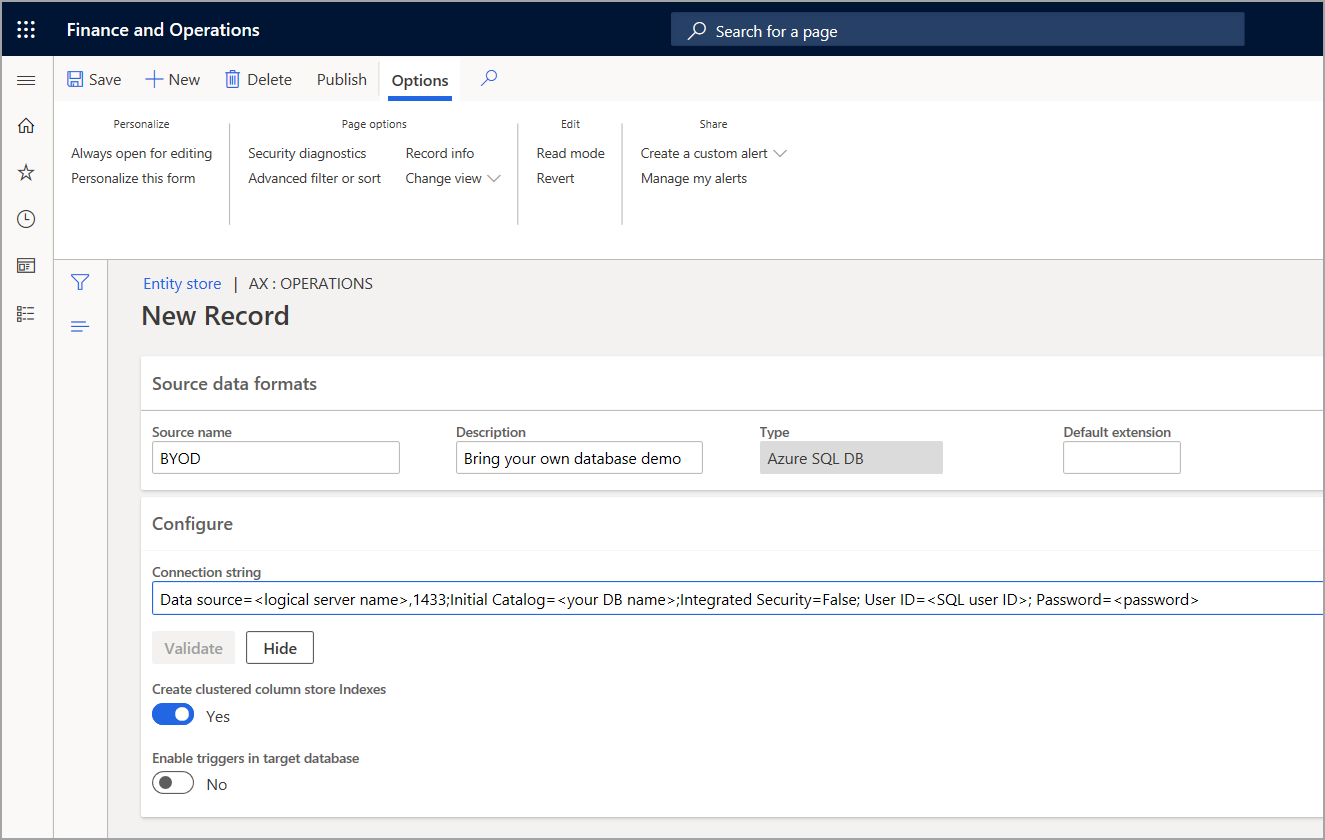 Finance and Operations
Search for a page
Save New Delete Publish Options
Personalize Page options Edit Share
Always open for editing Security diagnostics Record info Read mode Create a custom alert
Personalize this form Advanced filter or sort Change view Revert Manage my alerts
Entity store | AX : OPERATIONS
New Record
Source data formats
Source name Description Type Default extension
BYOD Bring your own database demo Azure SQL DB
Configure
Connection string
Data source=<logical server name>,1433;Initial Catalog=<your DB name>;Integrated Security=False; User ID=<SQL user ID>; Password=<password>
Validate Hide
Create clustered column store Indexes
Yes
Enable triggers in target database
No